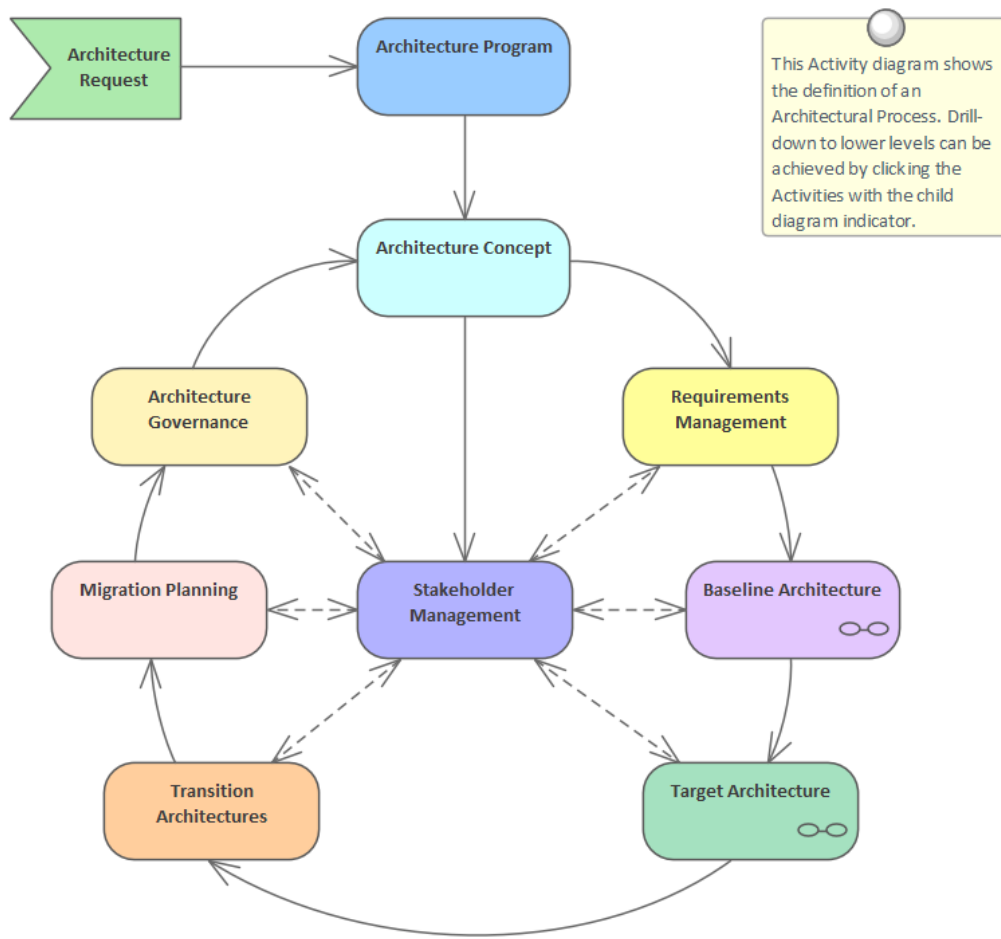 Architecture
Request
Architecture Program
This Activity diagram shows
the definition of an
Architectural Process. Drill-
down to lower levels can be
achieved by clicking the
Activities with the child
diagram indicator.
Architecture Concept
Architecture
Governance
Requirements
Management
Migration Planning
Stakeholder
Management
Baseline Architecture
Transition
Architectures
Target Architecture